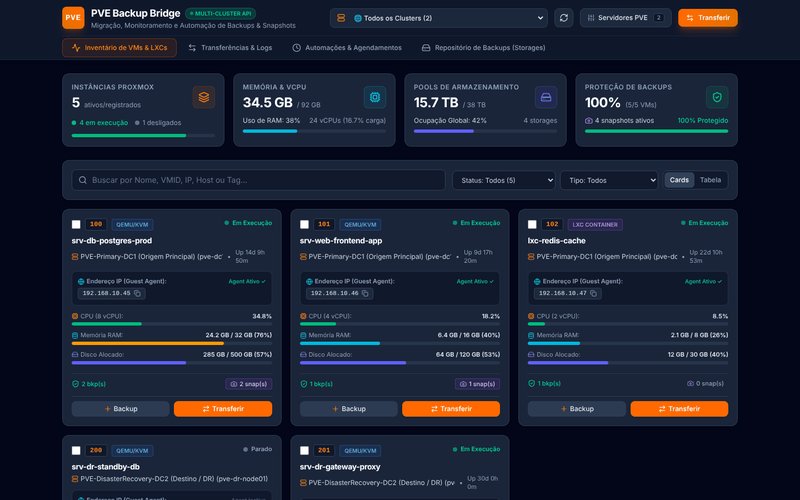 PVE
PVE Backup Bridge
MULTI-CLUSTER API
Migração, Monitoramento e Automação de Backups & Snapshots
Todos os Clusters (2)
Servidores PVE 2
Transferir
Inventário de VMs & LXCs
Transferências & Logs
Automações & Agendamentos
Repositório de Backups (Storages)
INSTÂNCIAS PROXMOX
5 ativos/registrados
4 em execução
1 desligados
MEMÓRIA & VCPU
34.5 GB / 92 GB
Uso de RAM: 38%
24 vCPUs (16.7% carga)
POOLS DE ARMAZENAMENTO
15.7 TB / 38 TB
Ocupação Global: 42%
4 storages
PROTEÇÃO DE BACKUPS
100% (5/5 VMs)
4 snapshots ativos
100% Protegido
Buscar por Nome, VMID, IP, Host ou Tag...
Status: Todos (5)
Tipo: Todos
Cards
Tabela
100
QEMU/KVM
Em Execução
srv-db-postgres-prod
PVE-Primary-DC1 (Origem Principal) (pve-dc
• Up 14d 9h 50m
Endereço IP (Guest Agent):
Agent Ativo ✓
192.168.10.45
CPU (8 vCPU):
34.8%
Memória RAM:
24.2 GB / 32 GB (76%)
Disco Alocado:
285 GB / 500 GB (57%)
2 bkp(s)
2 snap(s)
+ Backup
Transferir
101
QEMU/KVM
Em Execução
srv-web-frontend-app
PVE-Primary-DC1 (Origem Principal) (pve-dc
• Up 9d 17h 20m
Endereço IP (Guest Agent):
Agent Ativo ✓
192.168.10.46
CPU (4 vCPU):
18.2%
Memória RAM:
6.4 GB / 16 GB (40%)
Disco Alocado:
64 GB / 120 GB (53%)
1 bkp(s)
1 snap(s)
+ Backup
Transferir
102
LXC CONTAINER
Em Execução
lxc-redis-cache
PVE-Primary-DC1 (Origem Principal) (pve-dc
• Up 22d 10h 53m
Endereço IP (Guest Agent):
Agent Ativo ✓
192.168.10.47
CPU (2 vCPU):
8.5%
Memória RAM:
2.1 GB / 8 GB (26%)
Disco Alocado:
12 GB / 30 GB (40%)
1 bkp(s)
0 snap(s)
+ Backup
Transferir
200
QEMU/KVM
Parado
srv-dr-standby-db
PVE-DisasterRecovery-DC2 (Destino / DR) (pve-dr-node01)
201
QEMU/KVM
Em Execução
srv-dr-gateway-proxy
PVE-DisasterRecovery-DC2 (Destino / DR) (pv
• Up 30d 0h 0m